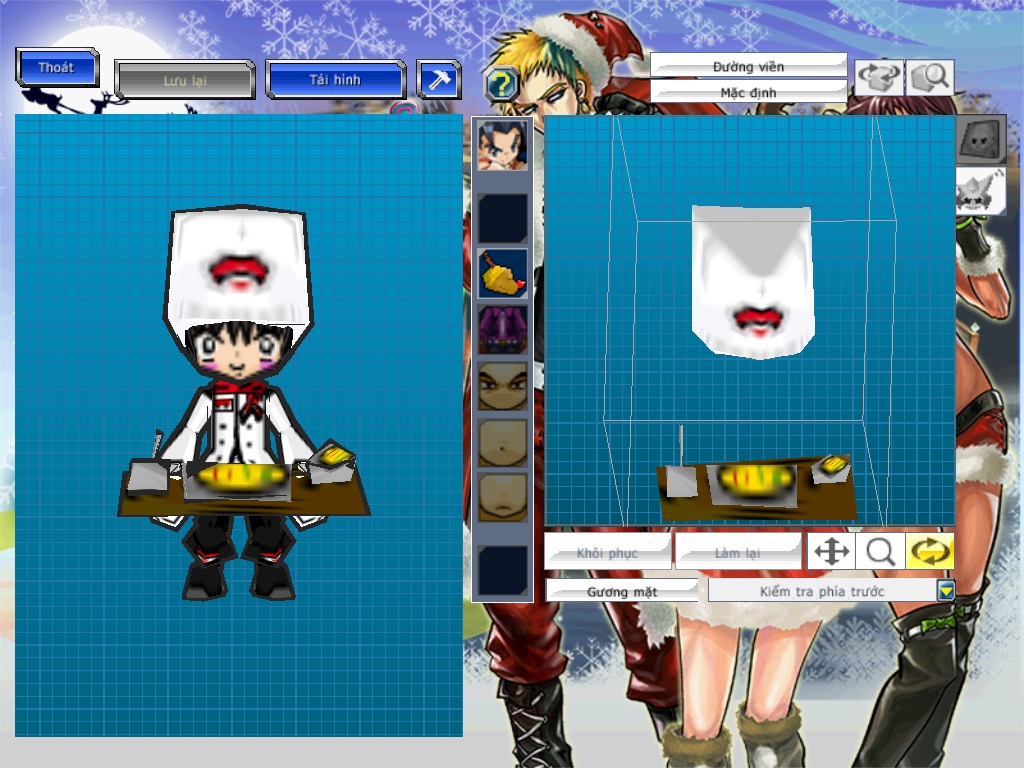 Thoát
Lưu lại
Tải hình
?
Đường viền
Mặc định
Khôi phục
Làm lại
Gương mặt
Kiểm tra phía trước